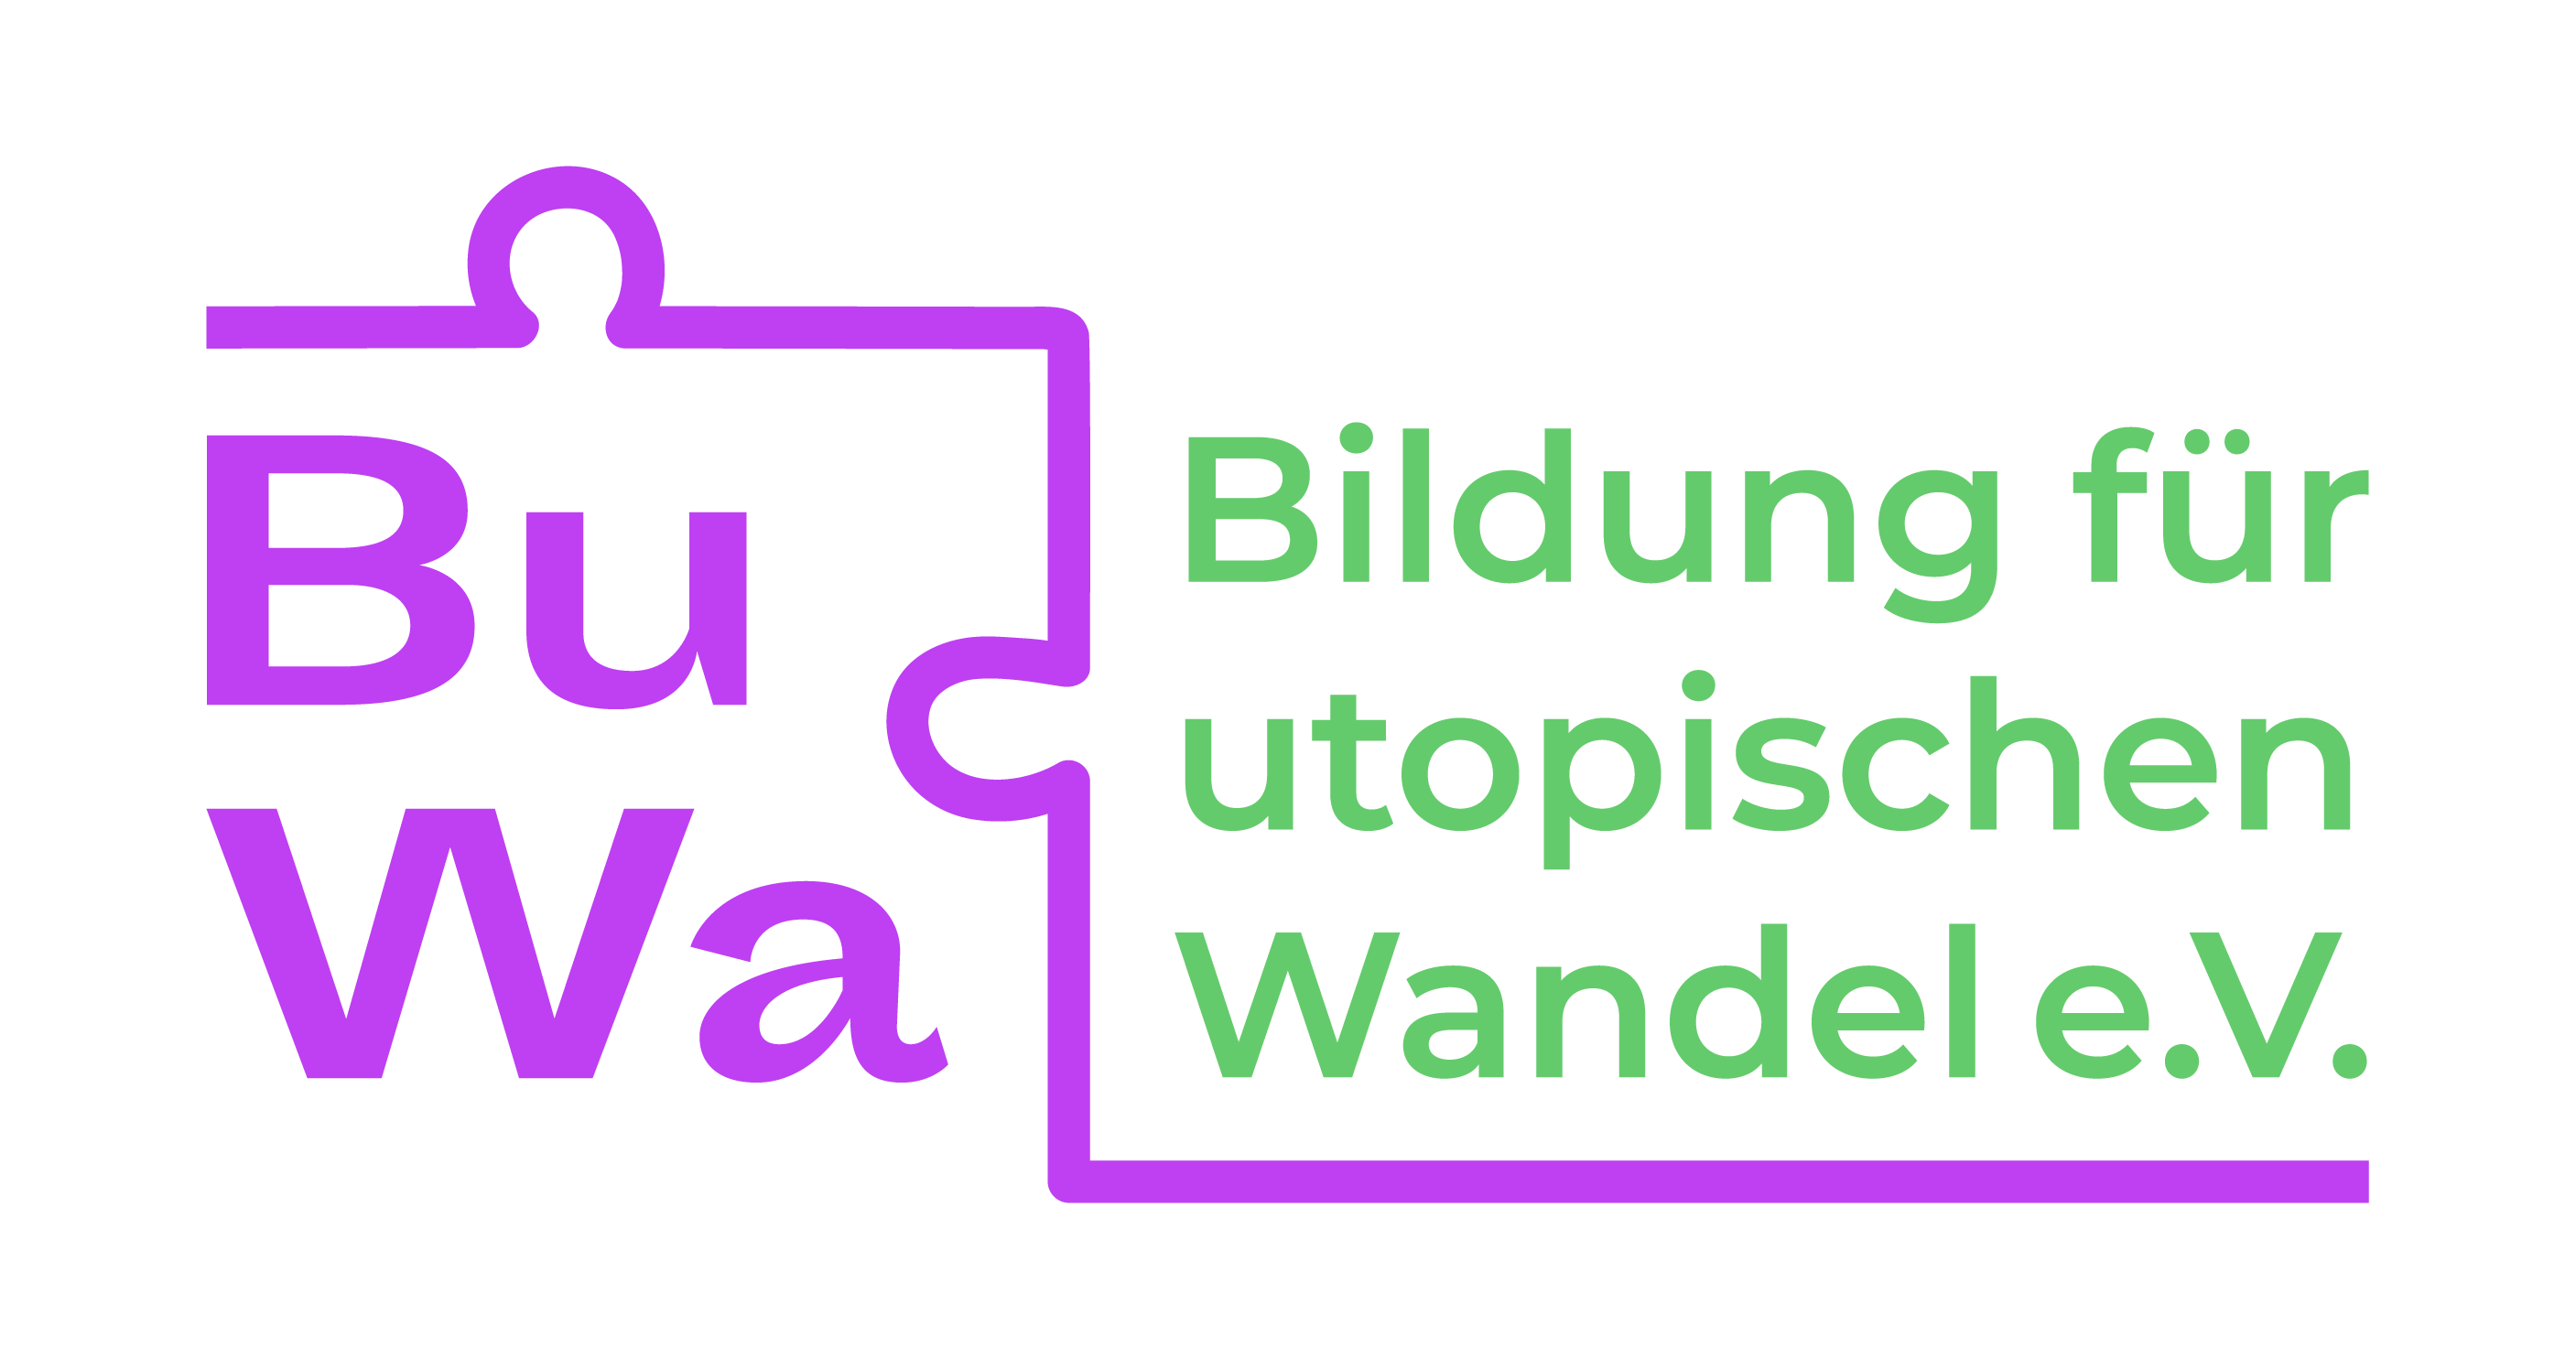 Bu
Wa
Bildung für
utopischen
Wandel e.V.